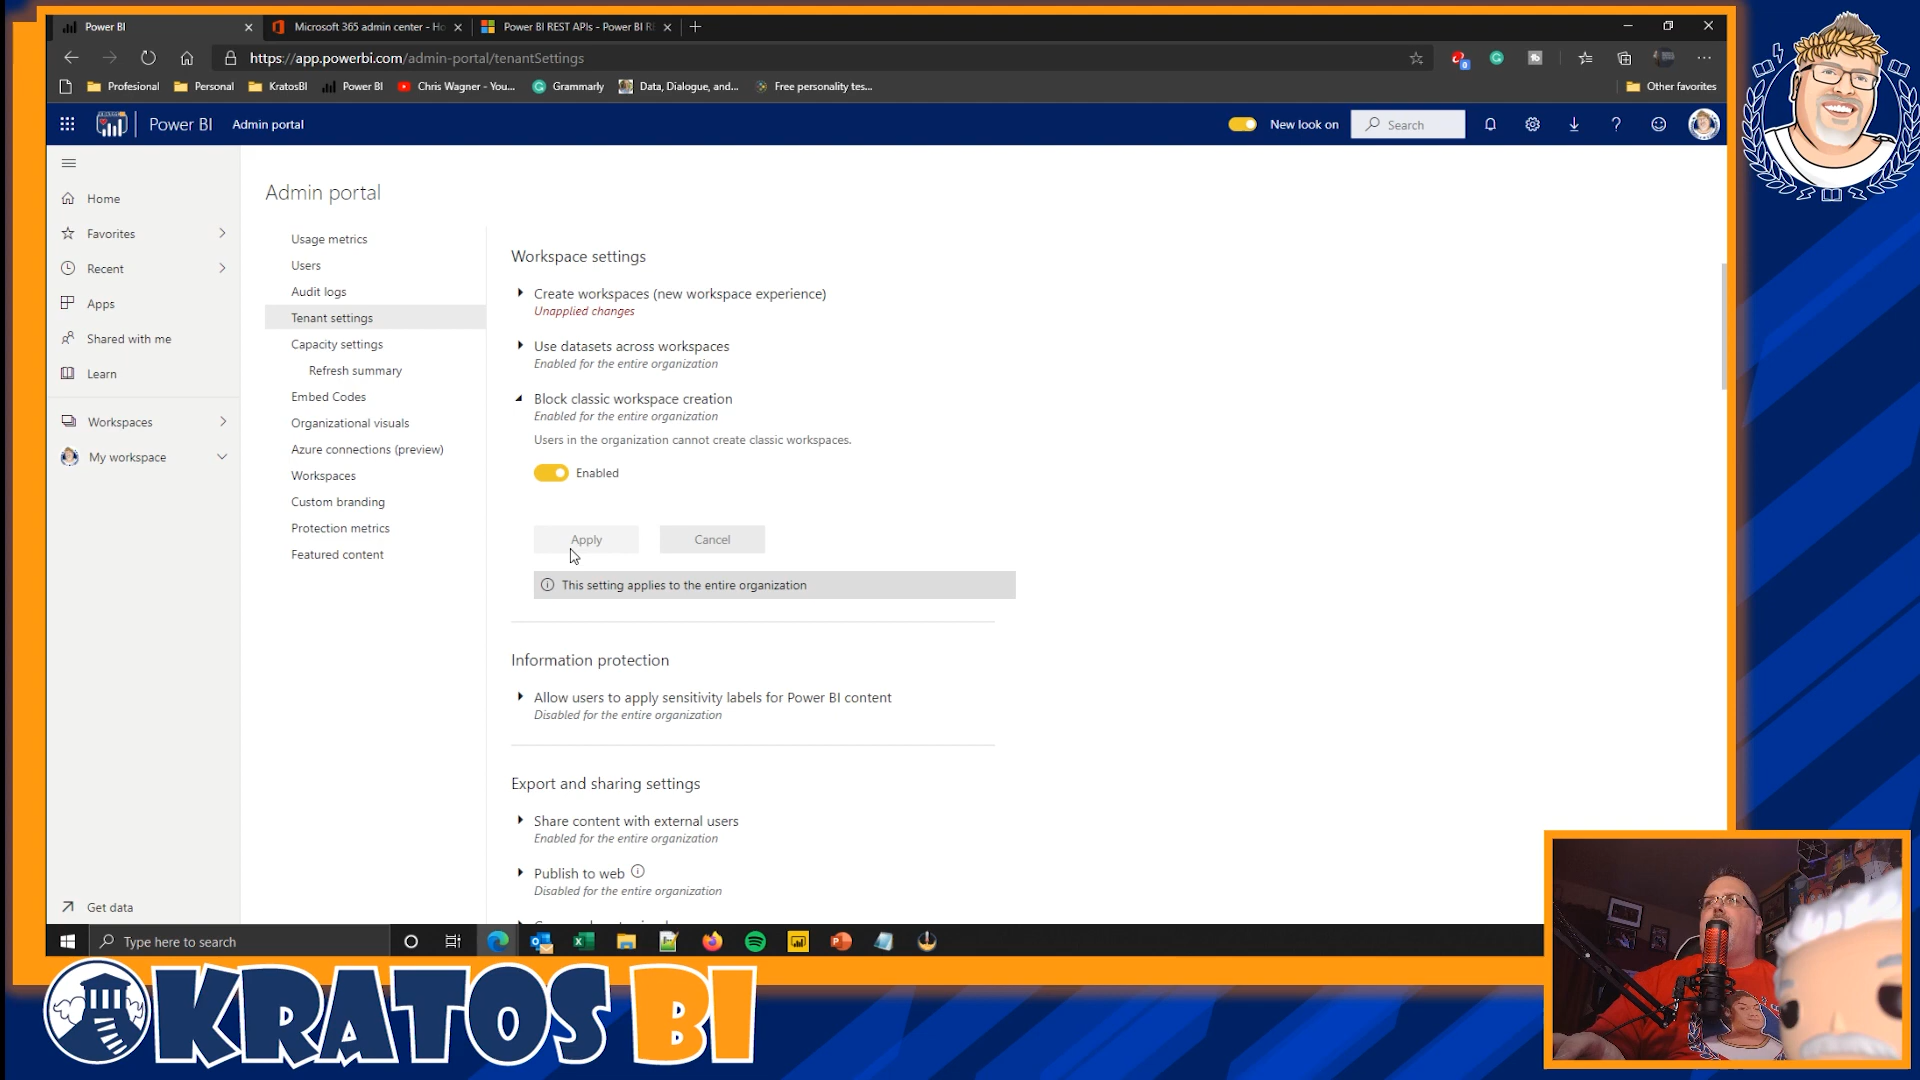 Power BI
Microsoft 365 admin center - Ho
Power BI REST APIs - Power BI RE
https://app.powerbi.com/admin-portal/tenantSettings
Profesional
Personal
KratosBI
Power BI
Chris Wagner - You...
Grammarly
Data, Dialogue, and...
Free personality tes...
Other favorites
Power BI
Admin portal
New look on
Search
Home
Favorites
Recent
Apps
Shared with me
Learn
Workspaces
My workspace
Get data
Admin portal
Usage metrics
Users
Audit logs
Tenant settings
Capacity settings
Refresh summary
Embed Codes
Organizational visuals
Azure connections (preview)
Workspaces
Custom branding
Protection metrics
Featured content
Workspace settings
Create workspaces (new workspace experience)
Unapplied changes
Use datasets across workspaces
Enabled for the entire organization
Block classic workspace creation
Enabled for the entire organization
Users in the organization cannot create classic workspaces.
Enabled
Apply
Cancel
This setting applies to the entire organization
Information protection
Allow users to apply sensitivity labels for Power BI content
Disabled for the entire organization
Export and sharing settings
Share content with external users
Enabled for the entire organization
Publish to web
Disabled for the entire organization
Type here to search
KRATOS BI